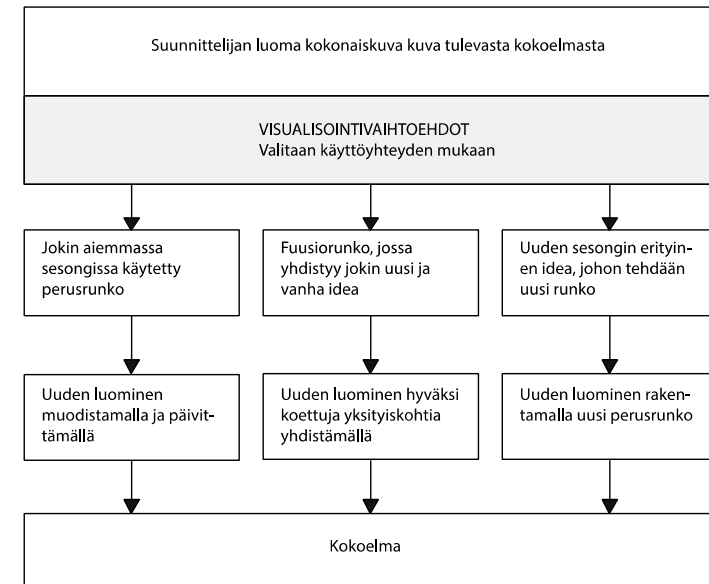 Suunnittelijan luoma kokonaiskuva kuva tulevasta kokoelmasta
VISUALISOINTIVAIHTOEHDOT
Valitaan käyttöyhteyden mukaan
Jokin aiemmassa
sesongissa käytetty
perusrunko
Fuusiorunko, jossa
yhdistyy jokin uusi ja
vanha idea
Uuden sesongin erityin-
en idea, johon tehdään
uusi runko
Uuden luominen
muodistamalla ja päivit-
tämällä
Uuden luominen hyväksi
koettuja yksityiskohtia
yhdistämällä
Uuden luominen raken-
tamalla uusi perusrunko
Kokoelma